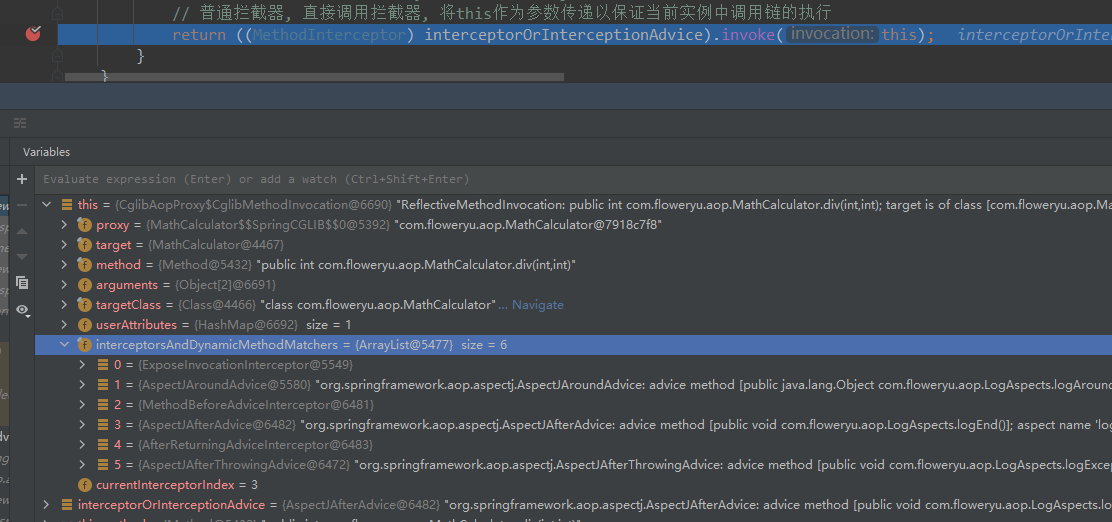 // 普通拦截器, 直接调用拦截器, 将this作为参数传递以保证当前实例中调用链的执行
return ((MethodInterceptor) interceptorOrInterceptionAdvice).invoke( invocation: this); interceptorOrInter
}
}
Variables
Evaluate expression (Enter) or add a watch (Ctrl+Shift+Enter)
this = {CglibAopProxy$CglibMethodInvocation@6690} "ReflectiveMethodInvocation: public int com.floweryu.aop.MathCalculator.div(int,int); target is of class [com.floweryu.aop.Ma
proxy = {MathCalculator$$SpringCGLIB$$0@5392} "com.floweryu.aop.MathCalculator@7918c7f8"
target = {MathCalculator@4467}
method = {Method@5432} "public int com.floweryu.aop.MathCalculator.div(int,int)"
arguments = {Object[2]@6691}
targetClass = {Class@4466} "class com.floweryu.aop.MathCalculator" ... Navigate
userAttributes = {HashMap@6692} size = 1
interceptorsAndDynamicMethodMatchers = {ArrayList@5477} size = 6
0 = {ExposeInvocationInterceptor@5549}
1 = {AspectJAroundAdvice@5580} "org.springframework.aop.aspectj.AspectJAroundAdvice: advice method [public java.lang.Object com.floweryu.aop.LogAspects.logAroun
2 = {MethodBeforeAdviceInterceptor@6481}
3 = {AspectJAfterAdvice@6482} "org.springframework.aop.aspectj.AspectJAfterAdvice: advice method [public void com.floweryu.aop.LogAspects.logEnd()]; aspect name 'log
4 = {AfterReturningAdviceInterceptor@6483}
5 = {AspectJAfterThrowingAdvice@6472} "org.springframework.aop.aspectj.AspectJAfterThrowingAdvice: advice method [public void com.floweryu.aop.LogAspects.logExcep
currentInterceptorIndex = 3
interceptorOrInterceptionAdvice = {AspectJAfterAdvice@6482} "org.springframework.aop.aspectj.AspectJAfterAdvice: advice method [public void com.floweryu.aop.LogAspects.lo